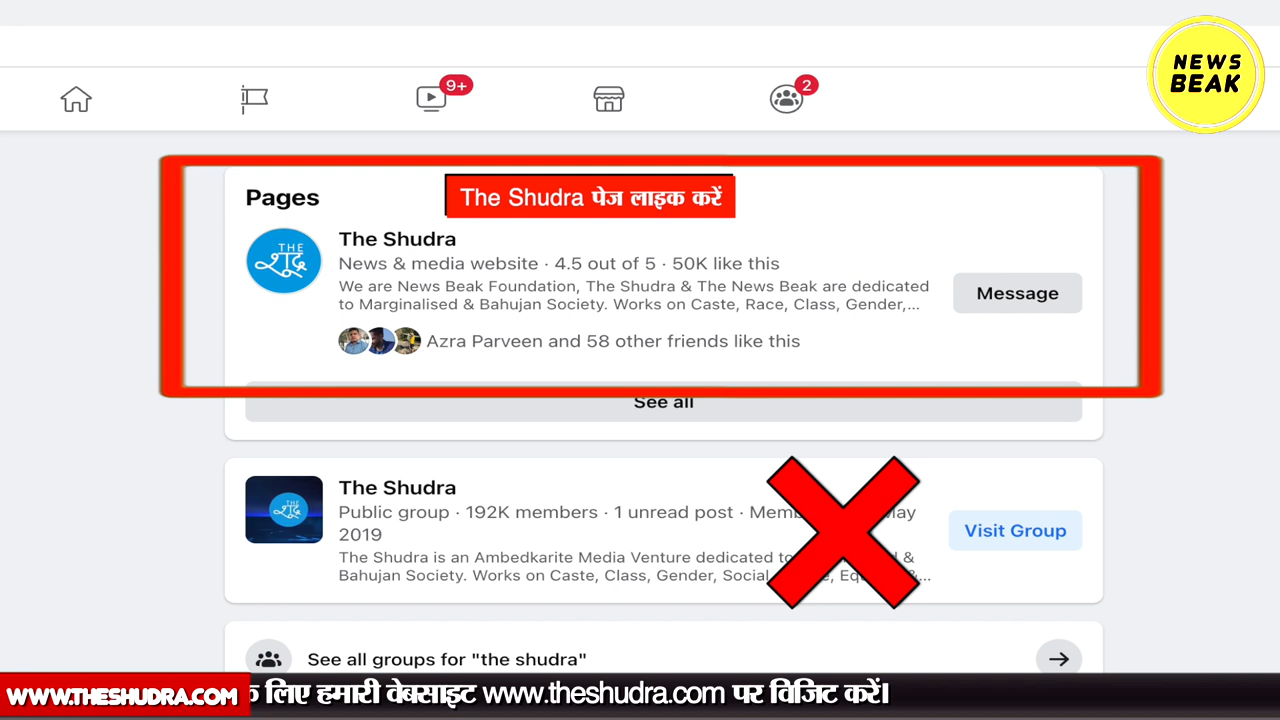 NEWS
BEAK
9+
2
Pages
The Shudra पेज लाइक करें
The Shudra
THE
शूद्र
News & media website · 4.5 out of 5 · 50K like this
We are News Beak Foundation, The Shudra & The News Beak are dedicated
to Marginalised & Bahujan Society. Works on Caste, Race, Class, Gender,...
Message
Azra Parveen and 58 other friends like this
See all
The Shudra
THE
शूद्र
Public group · 192K members · 1 unread post · May
2019
The Shudra is an Ambedkarite Media Venture dedicated &
Bahujan Society. Works on Caste, Class, Gender, Social
Visit Group
See all groups for "the shudra"
WWW.THESHUDRA.COM
लिए हमारी वेबसाइट www.theshudra.com पर विजिट करें।